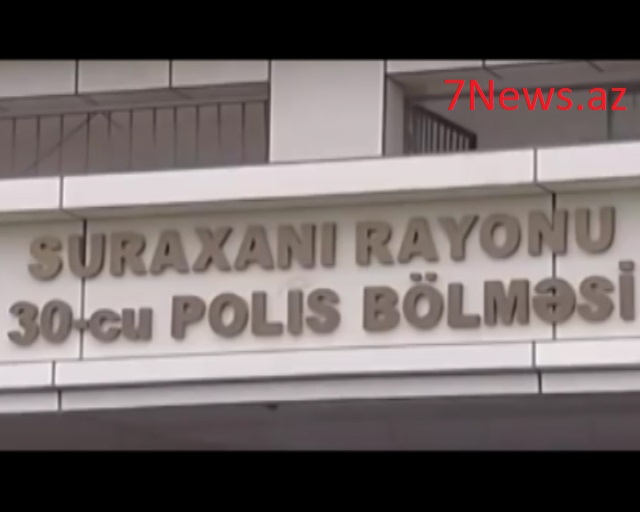 7News.az
SURAXANI RAYONU
30-cu POLIS BÖLMƏSİ